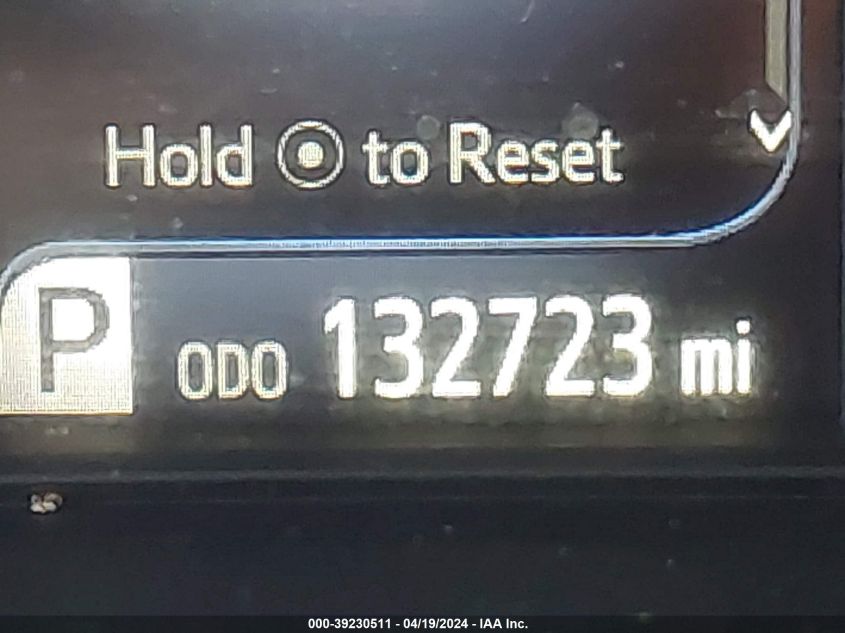 Hold to Reset
P ODO 132723 mi
000-39230511 - 04/19/2024 - IAA Inc.